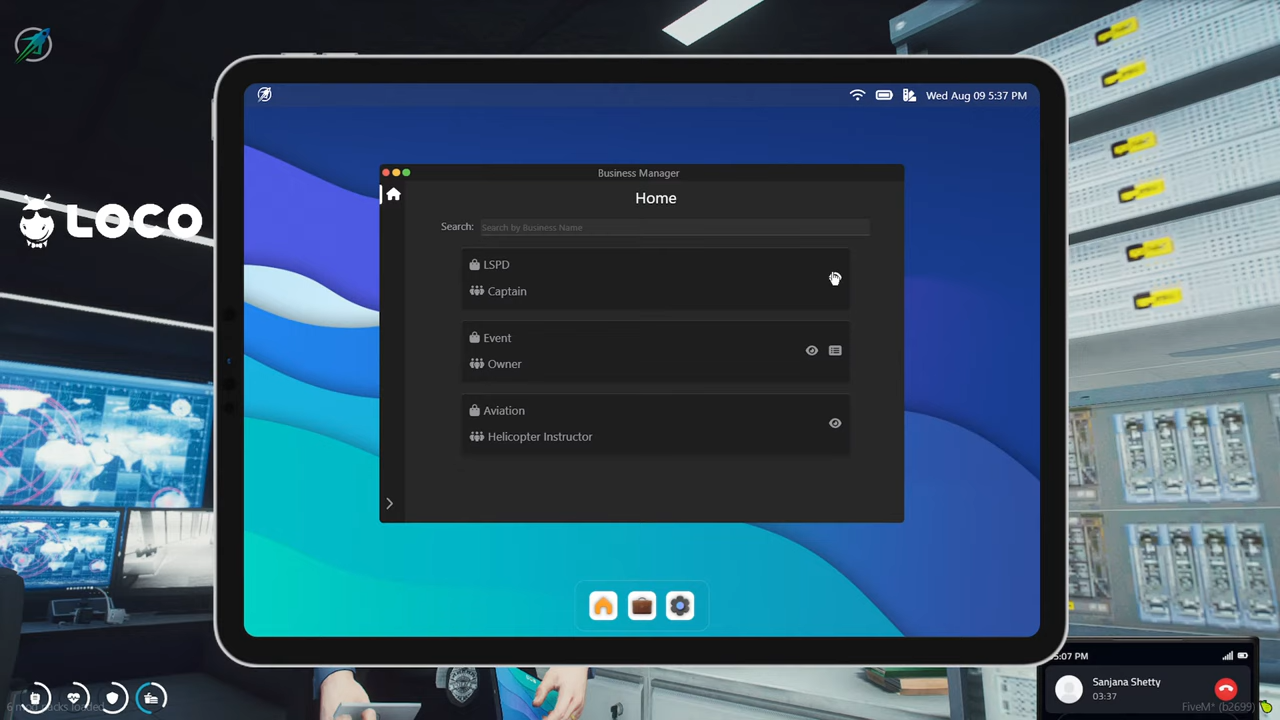 LOCO
Wed Aug 09 5:37 PM
Business Manager
Home
Search: Search by Business Name
LSPD
Captain
Event
Owner
Aviation
Helicopter Instructor
5:07 PM
Sanjana Shetty
03:37
FiveM* (b2699)